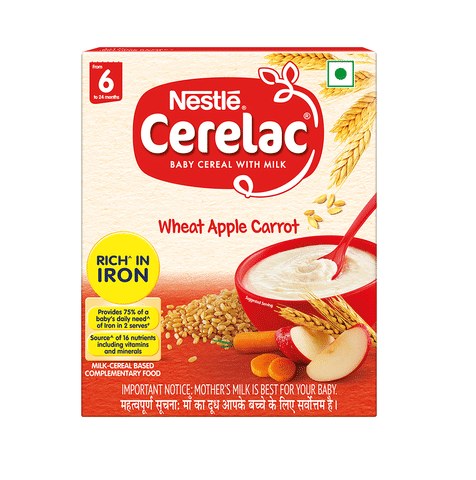 from
6
to 24 months
Nestlé®
Cerelac®
BABY CEREAL WITH MILK
Wheat Apple Carrot
RICH^ IN
IRON
Provides 75% of a
baby's daily need^
of Iron in 2 serves#
Source^ of 16 nutrients
including vitamins
and minerals
MILK-CEREAL BASED
COMPLEMENTARY FOOD
Suggested Serving
IMPORTANT NOTICE: MOTHER'S MILK IS BEST FOR YOUR BABY.
महत्वपूर्ण सूचना: माँ का दूध आपके बच्चे के लिए सर्वोत्तम है।